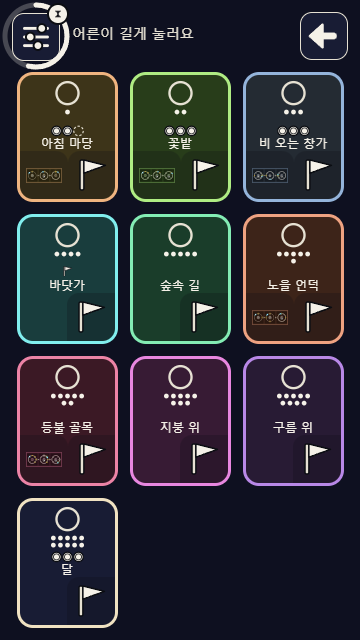 어른이 길게 눌러요
아침 마당
꽃밭
비 오는 창가
바닷가
숲속 길
노을 언덕
등불 골목
지붕 위
구름 위
달